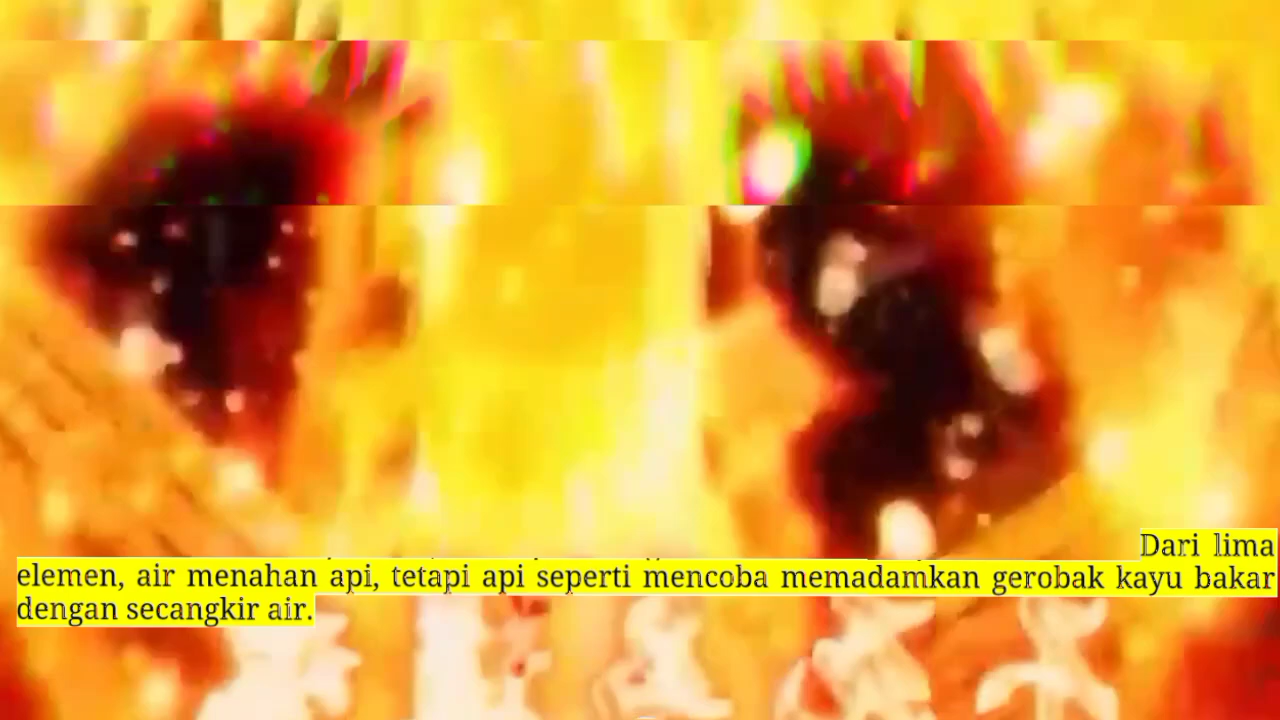 Dari lima
elemen, air menahan api, tetapi api seperti mencoba memadamkan gerobak kayu bakar
dengan secangkir air.